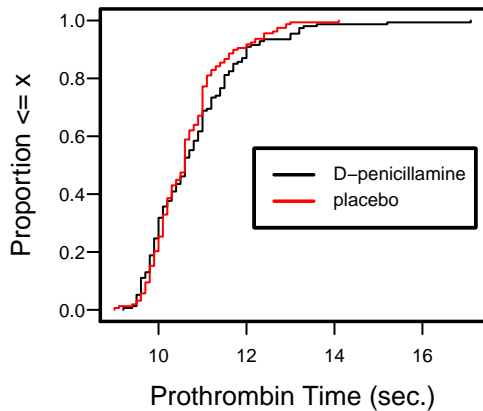 Proportion <= x
1.0
0.8
0.6
0.4
0.2
0.0
D−penicillamine
placebo
10 12 14 16
Prothrombin Time (sec.)